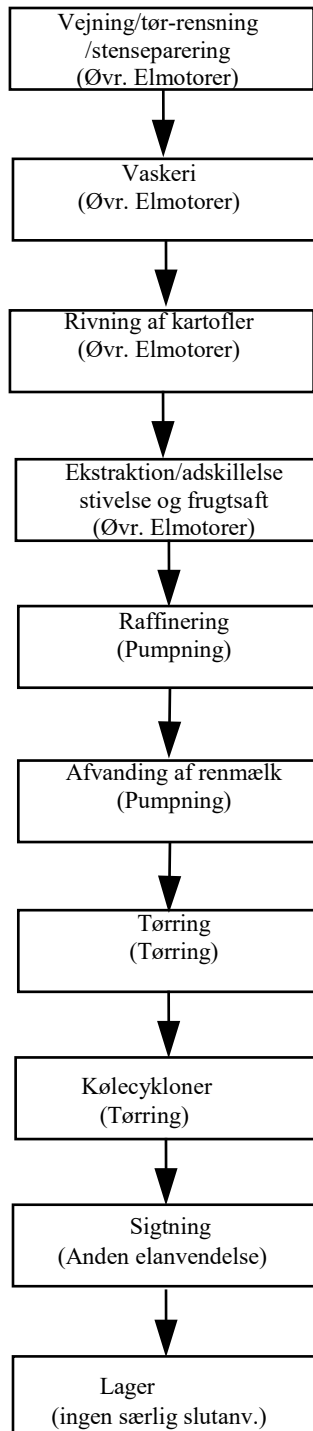 Vejning/tør-rensning
/stenseparering
(Øvr. Elmotorer)
Vaskeri
(Øvr. Elmotorer)
Rivning af kartofler
(Øvr. Elmotorer)
Ekstraktion/adskillelse
stivelse og frugtsaft
(Øvr. Elmotorer)
Raffinering
(Pumpning)
Afvanding af renmælk
(Pumpning)
Tørring
(Tørring)
Kølecykloner
(Tørring)
Sigtning
(Anden elanvendelse)
Lager
(ingen særlig slutanv.)